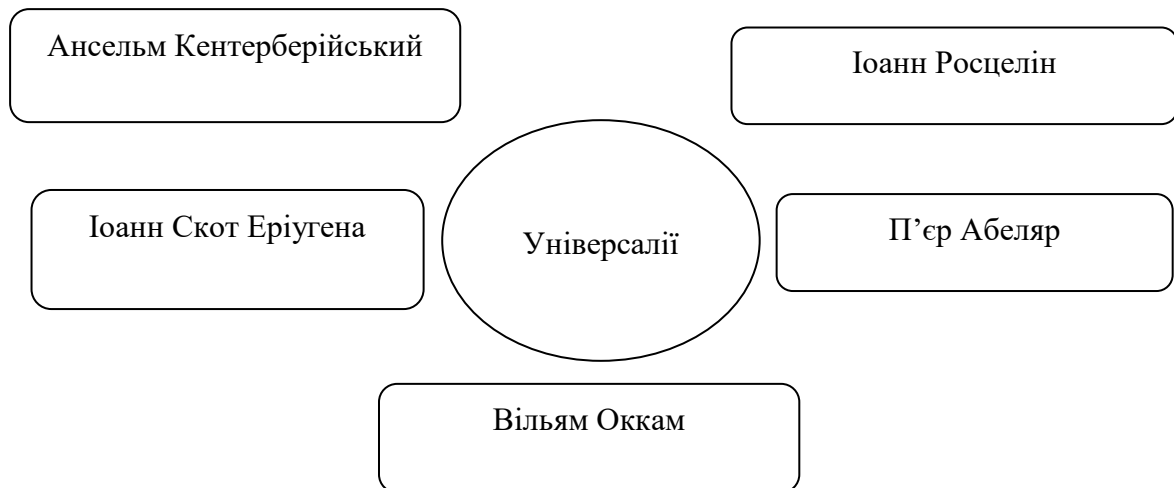 Ансельм Кентерберійський
Іоанн Росцелін
Іоанн Скот Еріугена
Універсалії
П’єр Абеляр
Вільям Оккам